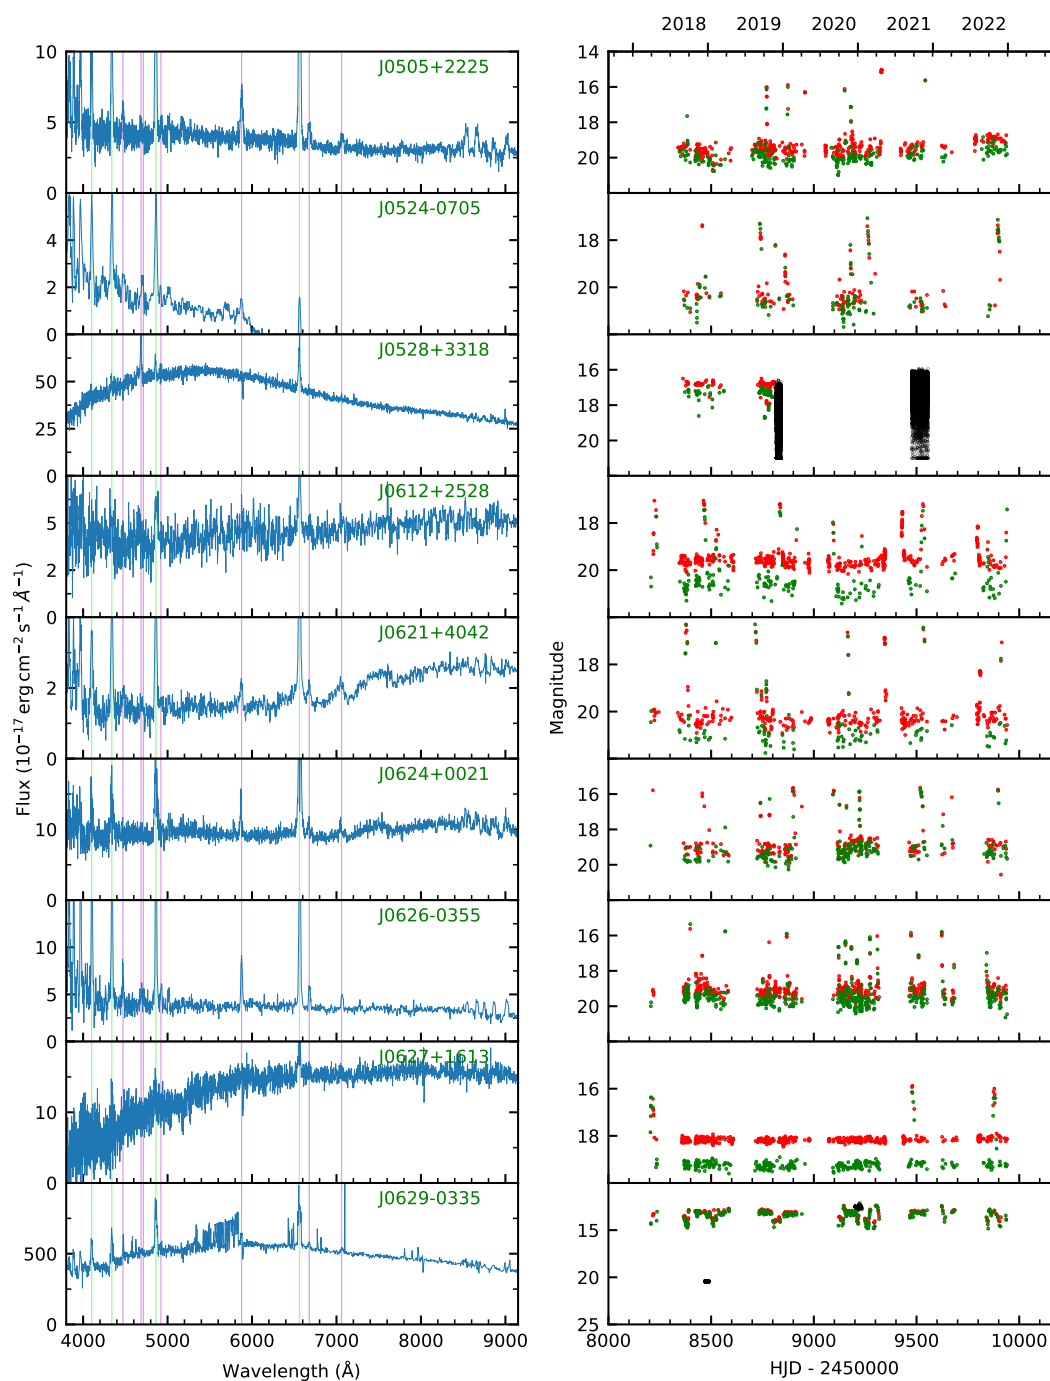 2018 2019 2020 2021 2022
10
5
0
J0505+2225
14
16
18
20
4
2
0
J0524-0705
18
20
50
25
0
J0528+3318
16
18
20
5
2
0
J0612+2528
18
20
2
0
J0621+4042
18
20
10
0
J0624+0021
16
18
20
10
5
0
J0626-0355
16
18
20
10
0
J0627+1613
16
18
500
0
J0629-0335
15
20
25
Flux (10⁻¹⁷ erg cm⁻² s⁻¹ Å⁻¹)
Magnitude
4000 5000 6000 7000 8000 9000
Wavelength (Å)
8000 8500 9000 9500 10000
HJD - 2450000